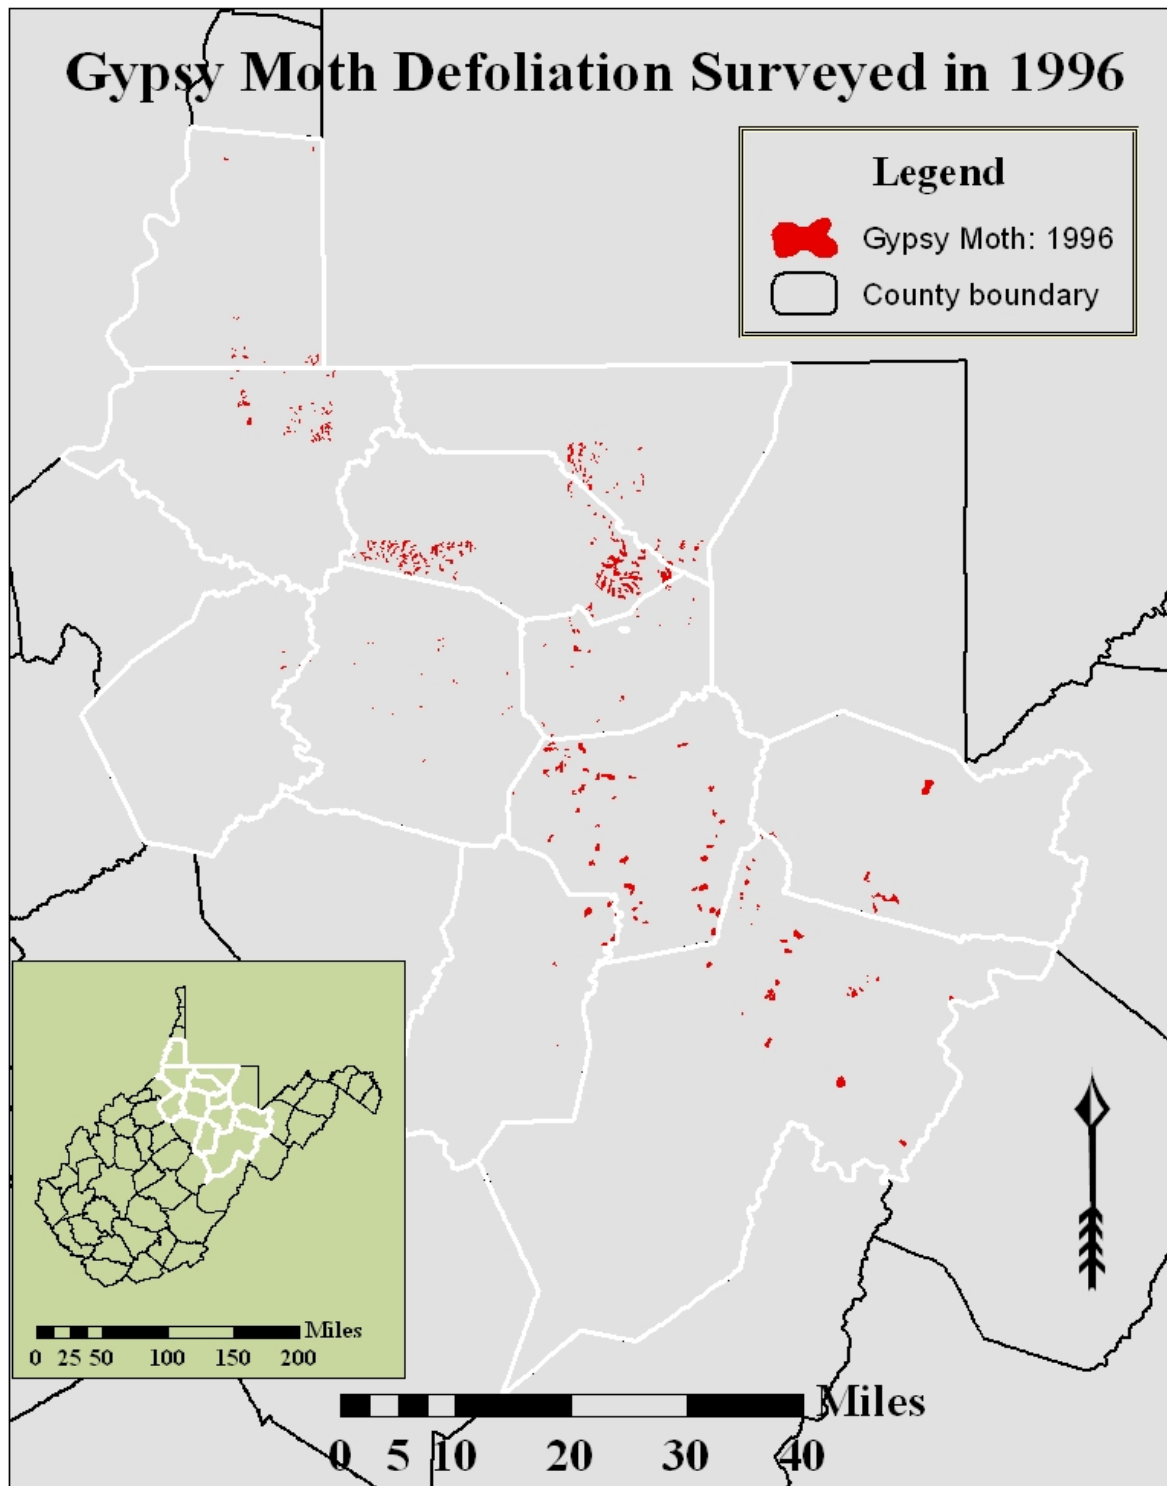 Gypsy Moth Defoliation Surveyed in 1996
Legend
Gypsy Moth: 1996
County boundary
Miles
0 25 50 100 150 200
Miles
0 5 10 20 30 40